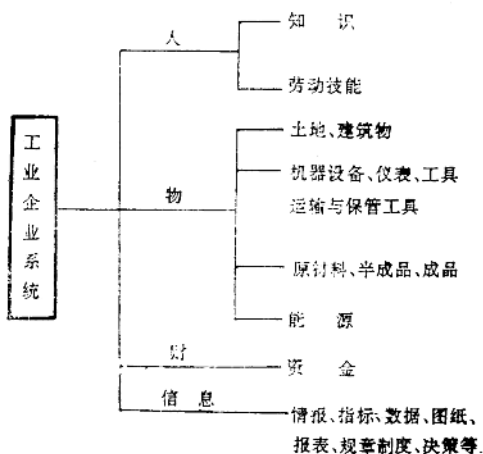 工业企业系统
人
知识
劳动技能
物
土地、建筑物
机器设备、仪表、工具
运输与保管工具
原材料、半成品、成品
能源
财
资金
信息
情报、指标、数据、图纸、
报表、规章制度、决策等.